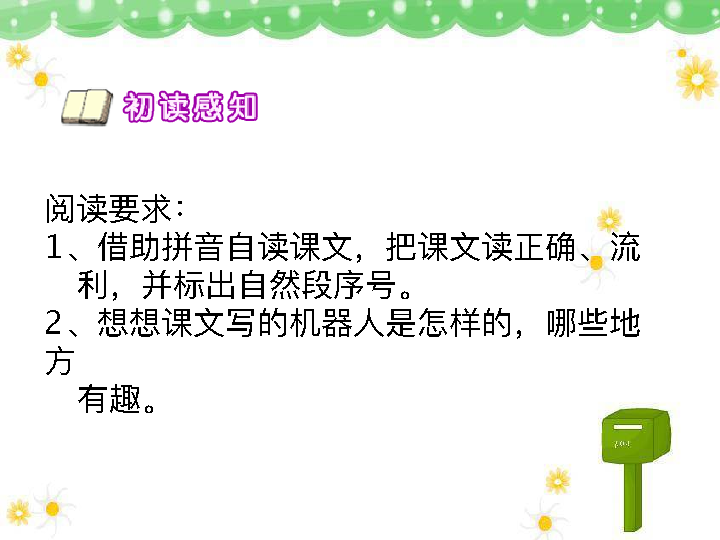 初读感知
阅读要求：
1、借助拼音自读课文，把课文读正确、流
利，并标出自然段序号。
2、想想课文写的机器人是怎样的，哪些地
方
有趣。